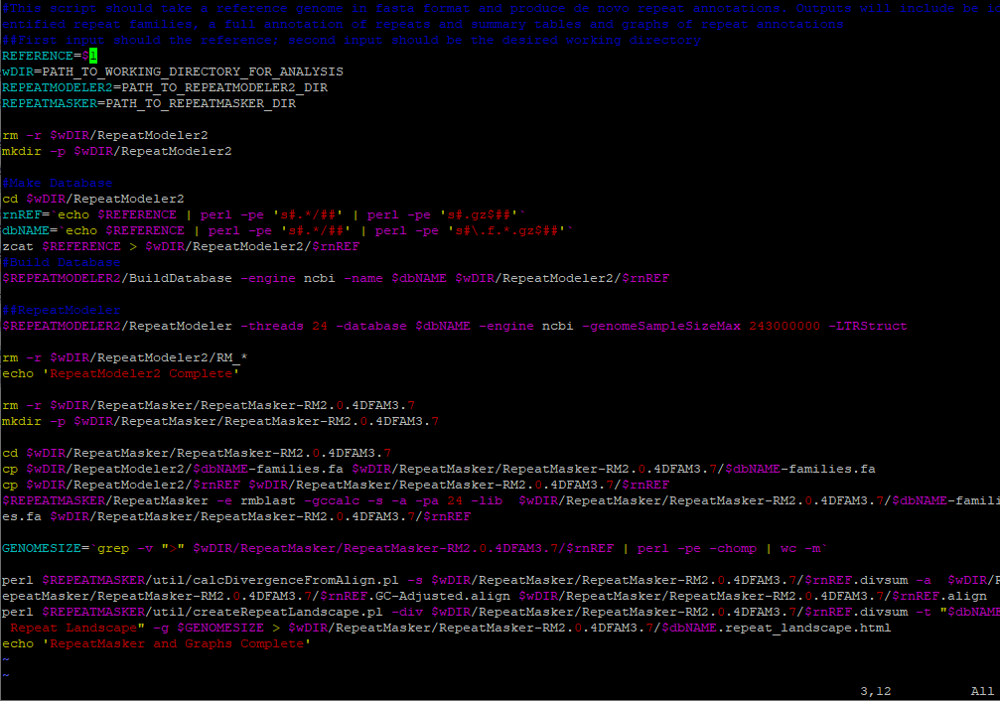 #This script should take a reference genome in fasta format and produce de novo repeat annotations. Outputs will include be
entified repeat families, a full annotation of repeats and summary tables and graphs of repeat annotations
##First input should the reference; second input should be the desired working directory
REFERENCE=$1
wDIR=PATH_TO_WORKING_DIRECTORY_FOR_ANALYSIS
REPEATMODELER2=PATH_TO_REPEATMODELER2_DIR
REPEATMASKER=PATH_TO_REPEATMASKER_DIR
rm -r $wDIR/RepeatModeler2
mkdir -p $wDIR/RepeatModeler2
#Make Database
cd $wDIR/RepeatModeler2
rnREF=`echo $REFERENCE | perl -pe 's#.*/##' | perl -pe 's#.gz$##'`
dbNAME=`echo $REFERENCE | perl -pe 's#.*/##' | perl -pe 's#\.f.*.gz$##'`
zcat $REFERENCE > $wDIR/RepeatModeler2/$rnREF
#Build Database
$REPEATMODELER2/BuildDatabase -engine ncbi -name $dbNAME $wDIR/RepeatModeler2/$rnREF
##RepeatModeler
$REPEATMODELER2/RepeatModeler -threads 24 -database $dbNAME -engine ncbi -genomeSampleSizeMax 243000000 -LTRStruct
rm -r $wDIR/RepeatModeler2/RM_*
echo 'RepeatModeler2 Complete'
rm -r $wDIR/RepeatMasker/RepeatMasker-RM2.0.4DFAM3.7
mkdir -p $wDIR/RepeatMasker/RepeatMasker-RM2.0.4DFAM3.7
cd $wDIR/RepeatMasker/RepeatMasker-RM2.0.4DFAM3.7
cp $wDIR/RepeatModeler2/$dbNAME-families.fa $wDIR/RepeatMasker/RepeatMasker-RM2.0.4DFAM3.7/$dbNAME-families.fa
cp $wDIR/RepeatModeler2/$rnREF $wDIR/RepeatMasker/RepeatMasker-RM2.0.4DFAM3.7/$rnREF
$REPEATMASKER/RepeatMasker -e rmblast -gccalc -s -a -pa 24 -lib  $wDIR/RepeatMasker/RepeatMasker-RM2.0.4DFAM3.7/$dbNAME-famili
es.fa $wDIR/RepeatMasker/RepeatMasker-RM2.0.4DFAM3.7/$rnREF
GENOMESIZE=`grep -v ">" $wDIR/RepeatMasker/RepeatMasker-RM2.0.4DFAM3.7/$rnREF | perl -pe -chomp | wc -m`
perl $REPEATMASKER/util/calcDivergenceFromAlign.pl -s $wDIR/RepeatMasker/RepeatMasker-RM2.0.4DFAM3.7/$rnREF.divsum -a  $wDIR/R
epeatMasker/RepeatMasker-RM2.0.4DFAM3.7/$rnREF.GC-Adjusted.align $wDIR/RepeatMasker/RepeatMasker-RM2.0.4DFAM3.7/$rnREF.align
perl $REPEATMASKER/util/createRepeatLandscape.pl -div $wDIR/RepeatMasker/RepeatMasker-RM2.0.4DFAM3.7/$rnREF.divsum -t "$dbNAME
 Repeat Landscape" -g $GENOMESIZE > $wDIR/RepeatMasker/RepeatMasker-RM2.0.4DFAM3.7/$dbNAME.repeat_landscape.html
echo 'RepeatMasker and Graphs Complete'
~
~
3,12 All